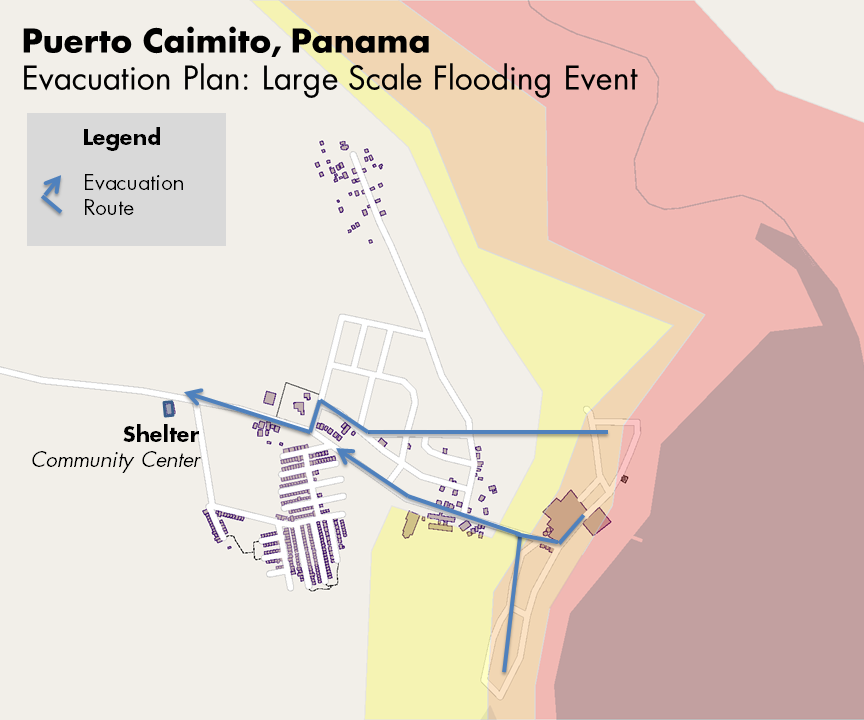 Puerto Caimito, Panama
Evacuation Plan: Large Scale Flooding Event
Legend
Evacuation
Route
Shelter
Community Center